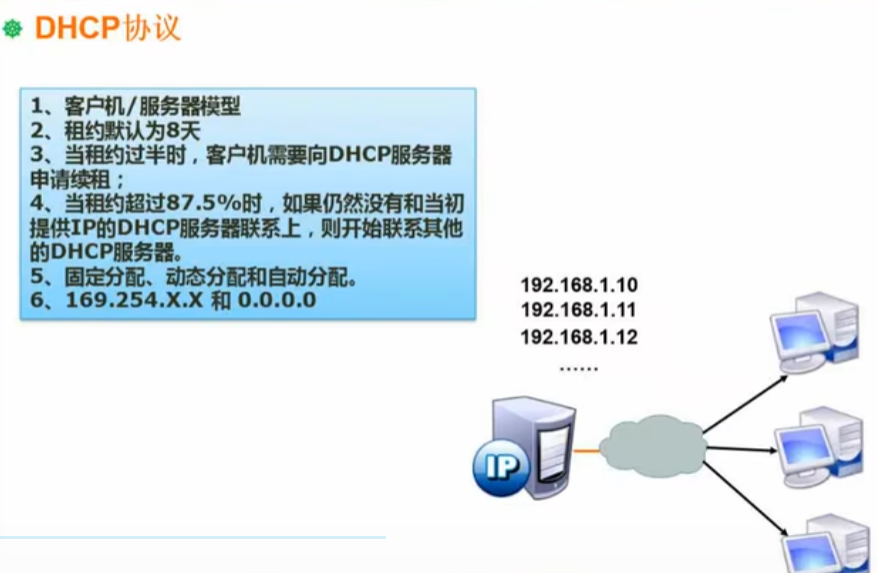 DHCP协议
1、客户机/服务器模型
2、租约默认为8天
3、当租约过半时，客户机需要向DHCP服务器
申请续租；
4、当租约超过87.5%时，如果仍然没有和当初
提供IP的DHCP服务器联系上，则开始联系其他
的DHCP服务器。
5、固定分配、动态分配和自动分配。
6、169.254.X.X 和 0.0.0.0
192.168.1.10
192.168.1.11
192.168.1.12
......
IP